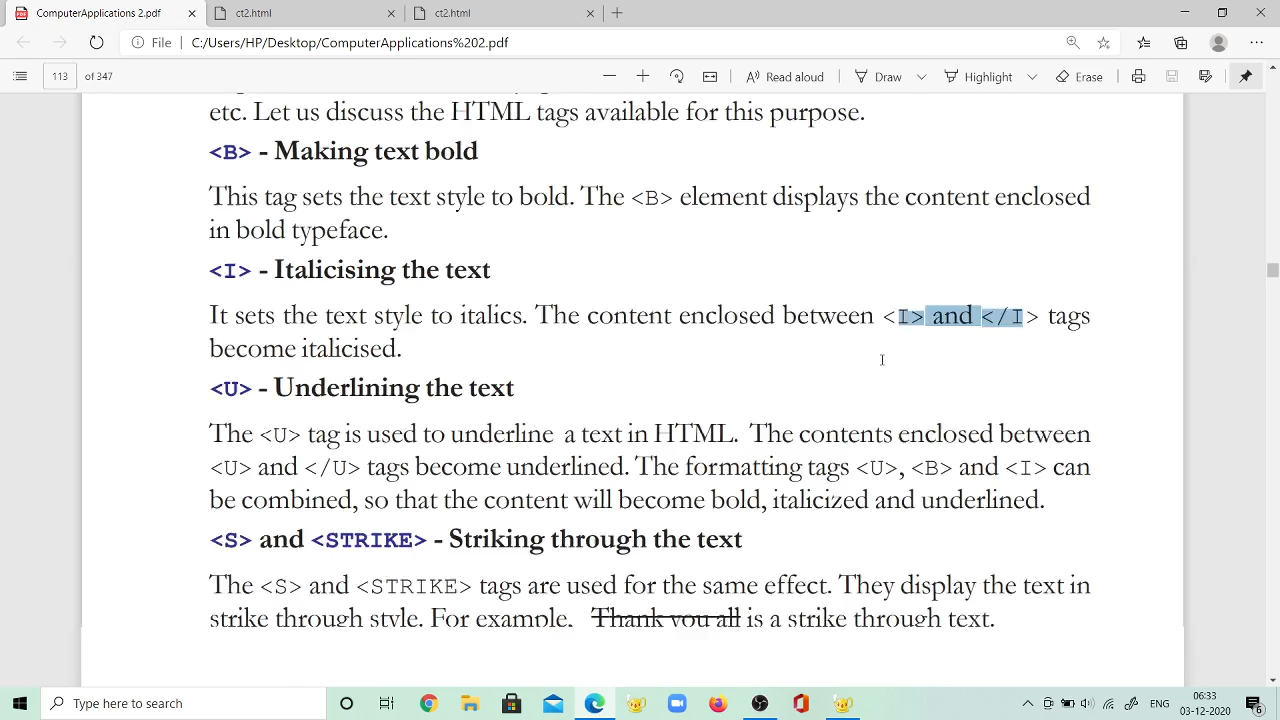 ComputerApplications 2.pdf
ct2.html
ct2.html
File
C:/Users/HP/Desktop/ComputerApplications%202.pdf
113 of 347
Read aloud
Draw
Highlight
Erase
etc. Let us discuss the HTML tags available for this purpose.
<B> - Making text bold
This tag sets the text style to bold. The <B> element displays the content enclosed
in bold typeface.
<I> - Italicising the text
It sets the text style to italics. The content enclosed between <I> and </I> tags
become italicised.
<U> - Underlining the text
The <U> tag is used to underline a text in HTML. The contents enclosed between
<U> and </U> tags become underlined. The formatting tags <U>, <B> and <I> can
be combined, so that the content will become bold, italicized and underlined.
<S> and <STRIKE> - Striking through the text
The <S> and <STRIKE> tags are used for the same effect. They display the text in
strike through style. For example, Thank you all is a strike through text.
Type here to search
ENG
06:33
03-12-2020
6